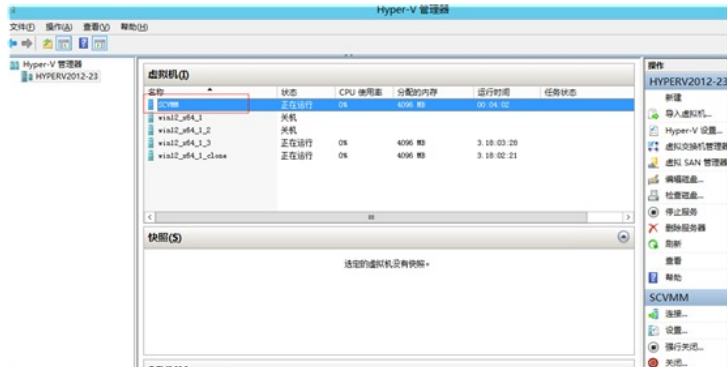 Hyper-V 管理器
文件(F) 操作(A) 查看(V) 帮助(H)
Hyper-V 管理器
HYPERV2012-23
虚拟机(I)
名称 状态 CPU 使用率 分配的内存 运行时间 任务状态
SCVMM 正在运行 0% 4096 MB 00:04:02
win12_x64_1 关机
win12_x64_1_2 关机
win12_x64_1_3 正在运行 0% 4096 MB 3.18:03:28
win12_x64_1_clone 正在运行 0% 4096 MB 3.18:02:21
快照(S)
选定的虚拟机没有快照。
操作
HYPERV2012-23
新建
导入虚拟机...
Hyper-V 设置...
虚拟交换机管理器
虚拟 SAN 管理器
编辑磁盘...
检查磁盘...
停止服务
删除服务器
刷新
查看
帮助
SCVMM
连接...
设置...
强行关闭...
关闭...